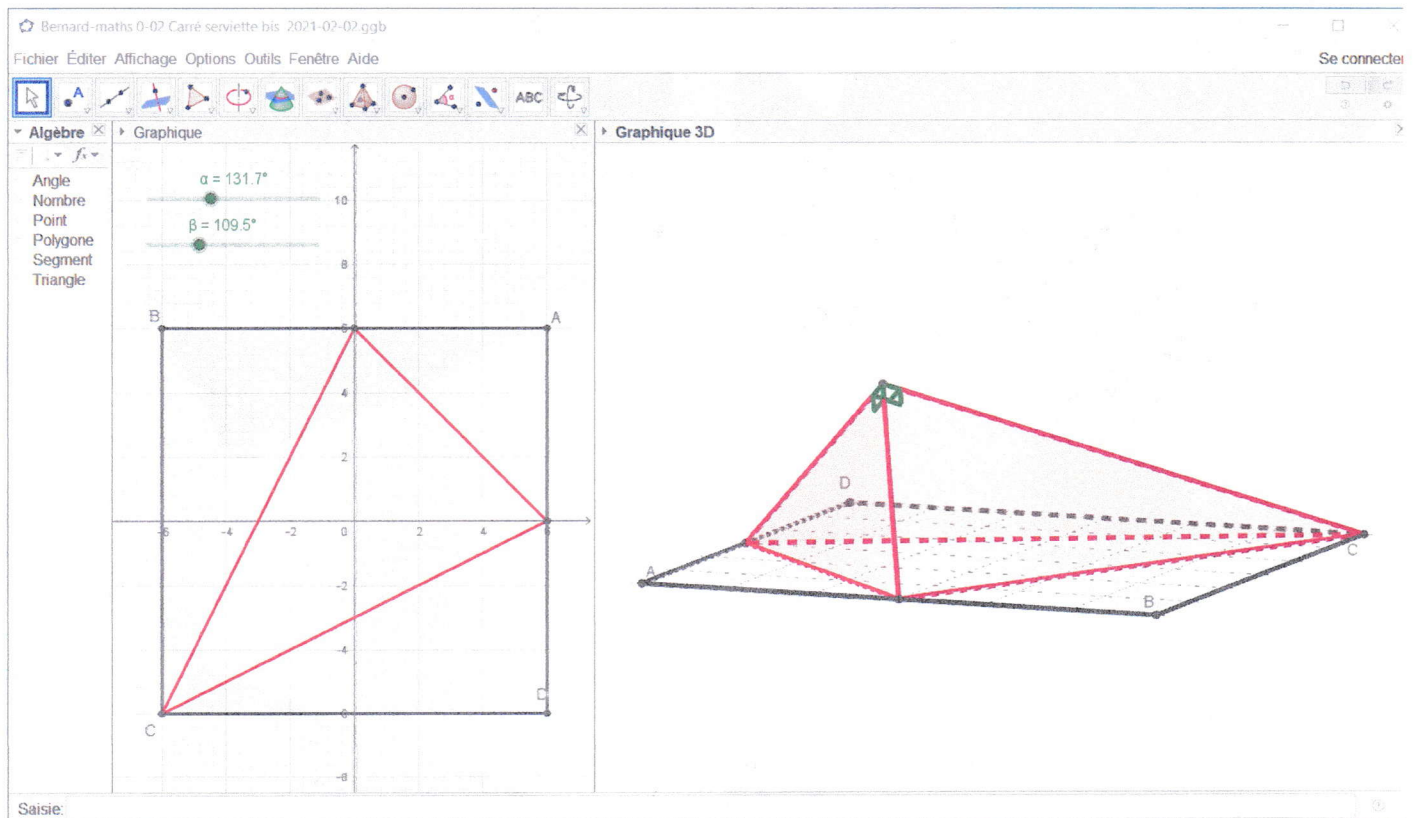 Bernard-maths 0-02 Carré serviette bis 2021-02-02.ggb
Fichier Éditer Affichage Options Outils Fenêtre Aide
Se connecter
ABC
Algèbre
Graphique
Graphique 3D
Angle
Nombre
Point
Polygone
Segment
Triangle
α = 131.7°
β = 109.5°
10
8
B
A
6
4
2
-6
-4
-2
0
2
4
6
-2
-4
D
-6
C
-8
D
A
C
B
Saisie: